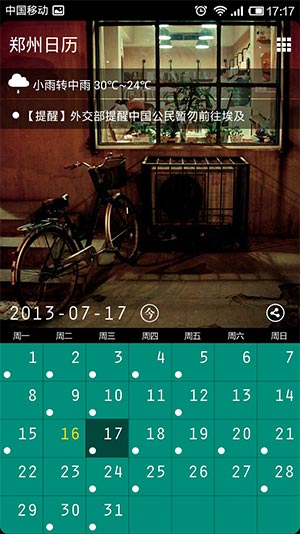 中国移动 17:17
郑州日历
小雨转中雨 30℃~24℃
【提醒】外交部提醒中国公民暂勿前往埃及
2013-07-17 今
周一 周二 周三 周四 周五 周六 周日
1 2 3 4 5 6 7
8 9 10 11 12 13 14
15 16 17 18 19 20 21
22 23 24 25 26 27 28
29 30 31